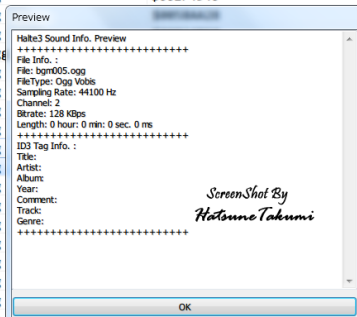 Preview
Halte3 Sound Info. Preview
++++++++++++++++++++++++++
File Info. :
File: bgm005.ogg
FileType: Ogg Vobis
Sampling Rate: 44100 Hz
Channel: 2
Bitrate: 128 KBps
Length: 0 hour: 0 min: 0 sec. 0 ms
++++++++++++++++++++++++++
ID3 Tag Info. :
Title:
Artist:
Album:
Year:
Comment:
Track:
Genre:
++++++++++++++++++++++++++
ScreenShot By
Hatsune Takumi
OK